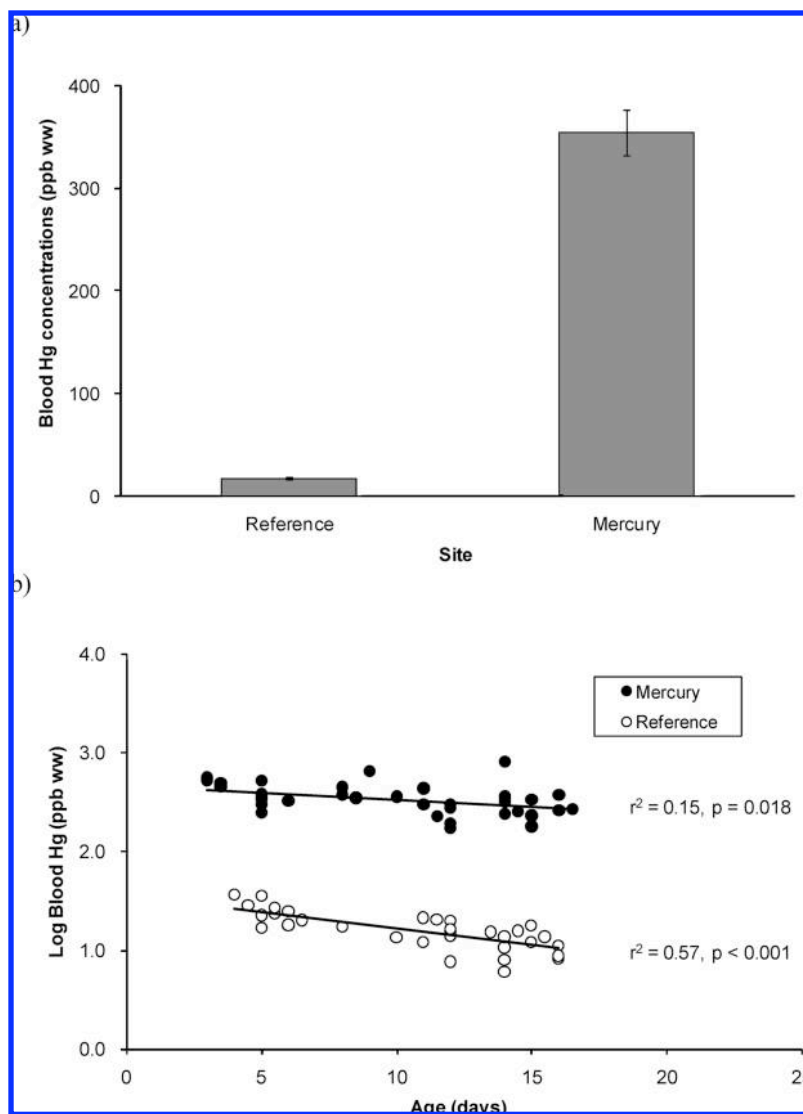 a)
400
300
200
100
0
Blood Hg concentrations (ppb ww)
Reference
Mercury
Site
b)
4.0
3.0
2.0
1.0
0.0
Log Blood Hg (ppb ww)
Mercury
Reference
r² = 0.15, p = 0.018
r² = 0.57, p < 0.001
0
5
10
15
20
Age (days)